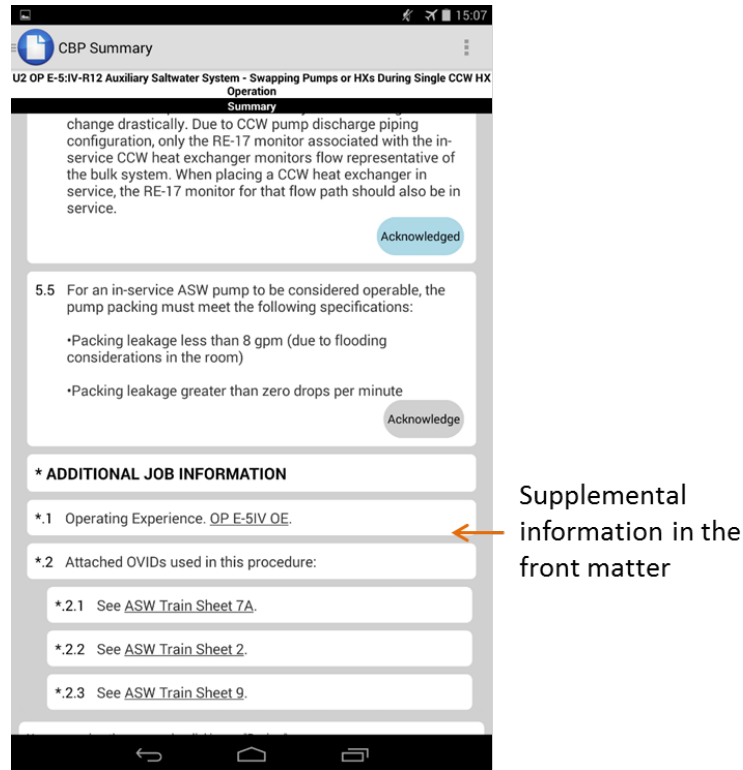 15:07
CBP Summary
U2 OP E-5:IV-R12 Auxiliary Saltwater System - Swapping Pumps or HXs During Single CCW HX
Operation
Summary
change drastically. Due to CCW pump discharge piping
configuration, only the RE-17 monitor associated with the in-
service CCW heat exchanger monitors flow representative of
the bulk system. When placing a CCW heat exchanger in
service, the RE-17 monitor for that flow path should also be in
service.
Acknowledged
5.5 For an in-service ASW pump to be considered operable, the
pump packing must meet the following specifications:
•Packing leakage less than 8 gpm (due to flooding
considerations in the room)
•Packing leakage greater than zero drops per minute
Acknowledge
* ADDITIONAL JOB INFORMATION
*.1 Operating Experience. OP E-5IV OE.
*.2 Attached OVIDs used in this procedure:
*.2.1 See ASW Train Sheet 7A.
*.2.2 See ASW Train Sheet 2.
*.2.3 See ASW Train Sheet 9.
Supplemental
information in the
front matter